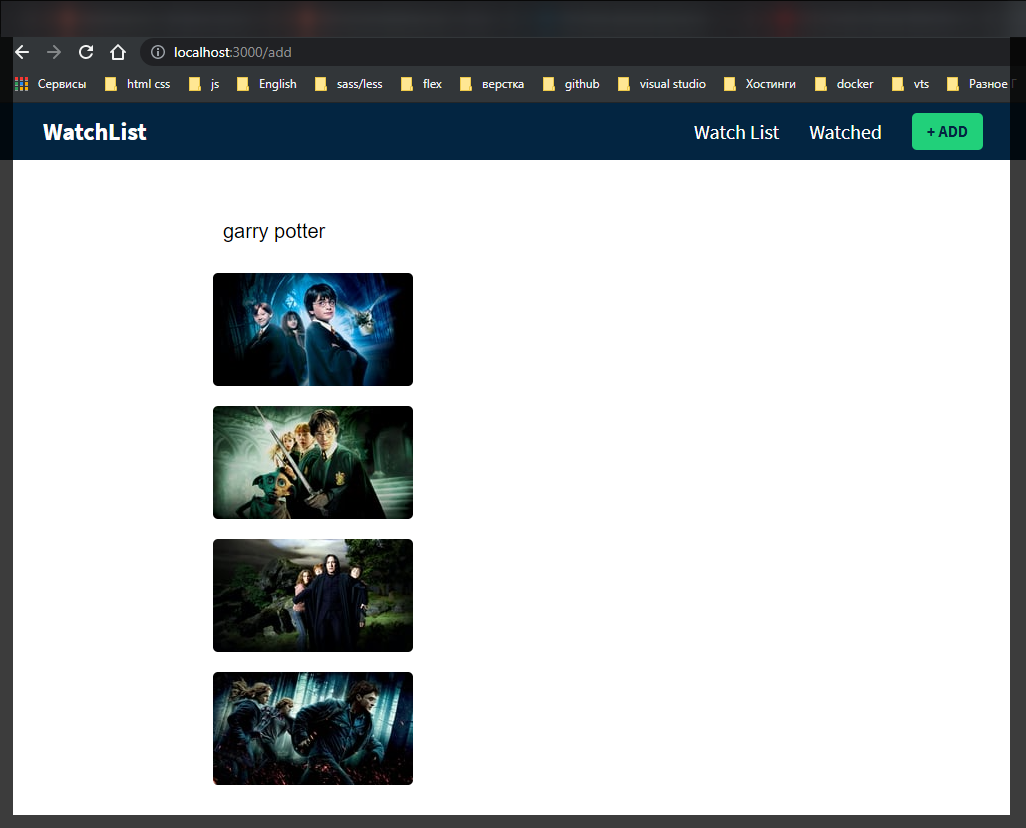 localhost:3000/add
Сервисы html css js English sass/less flex верстка github visual studio Хостинги docker vts Разное
WatchList Watch List Watched + ADD
garry potter